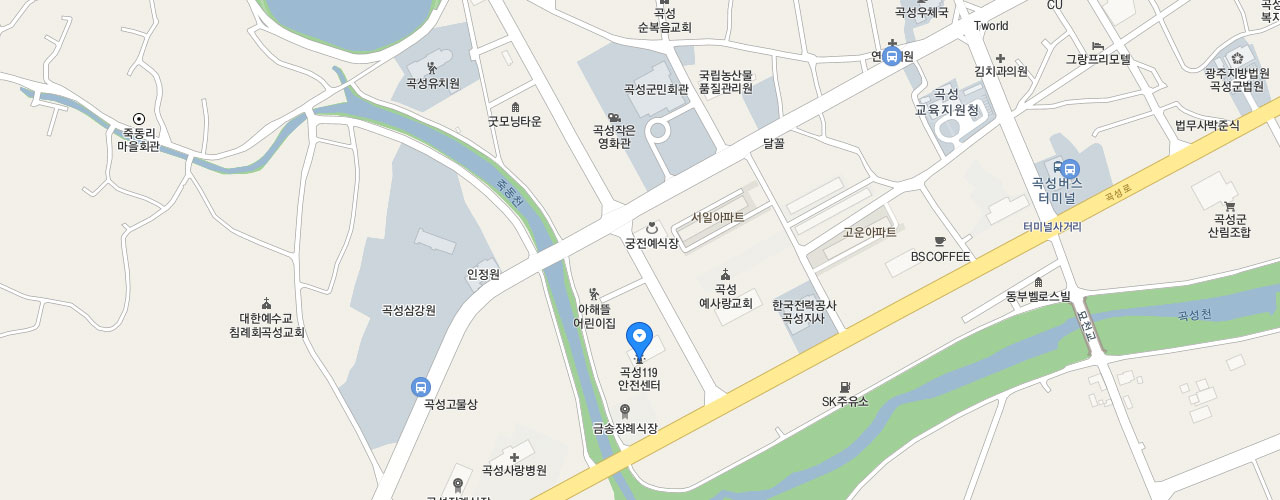 곡성
순복음교회
곡성우체국
CU
Tworld
곡성유치원
곡성군민회관
국립농산물
품질관리원
김치과의원
그랑프리모텔
광주지방법원
곡성군법원
곡성
교육지원청
굿모닝타운
곡성작은
영화관
달꼴
법무사박준식
죽동리
마을회관
죽동천
곡성버스
터미널
곡성로
서일아파트
고운아파트
터미널사거리
곡성군
산림조합
궁전예식장
BSCOFFEE
인정원
곡성
예사랑교회
한국전력공사
곡성지사
동부벨로스빌
대한예수교
침례회곡성교회
곡성삼강원
아해뜰
어린이집
묘천교
곡성천
곡성119
안전센터
곡성고물상
SK주유소
금송장례식장
곡성사랑병원